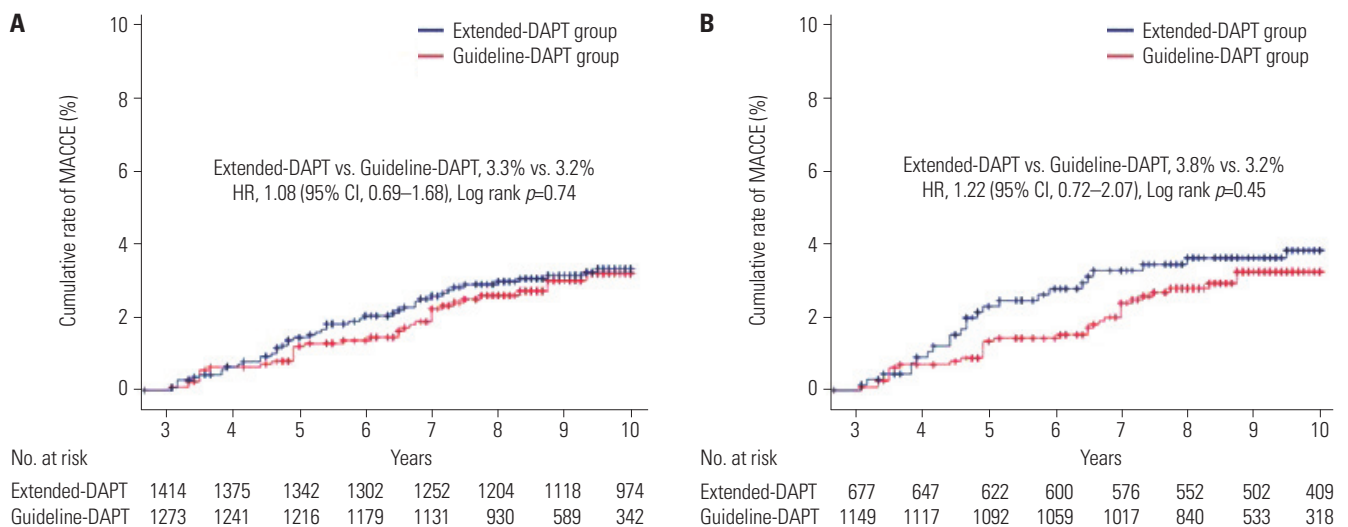 A
Extended-DAPT group
Guideline-DAPT group
Cumulative rate of MACCE (%)
10
8
6
4
2
0
Extended-DAPT vs. Guideline-DAPT, 3.3% vs. 3.2%
HR, 1.08 (95% CI, 0.69–1.68), Log rank p=0.74
3 4 5 6 7 8 9 10
No. at risk Years
Extended-DAPT 1414 1375 1342 1302 1252 1204 1118 974
Guideline-DAPT 1273 1241 1216 1179 1131 930 589 342
B
Extended-DAPT group
Guideline-DAPT group
Cumulative rate of MACCE (%)
10
8
6
4
2
0
Extended-DAPT vs. Guideline-DAPT, 3.8% vs. 3.2%
HR, 1.22 (95% CI, 0.72–2.07), Log rank p=0.45
3 4 5 6 7 8 9 10
No. at risk Years
Extended-DAPT 677 647 622 600 576 552 502 409
Guideline-DAPT 1149 1117 1092 1059 1017 840 533 318